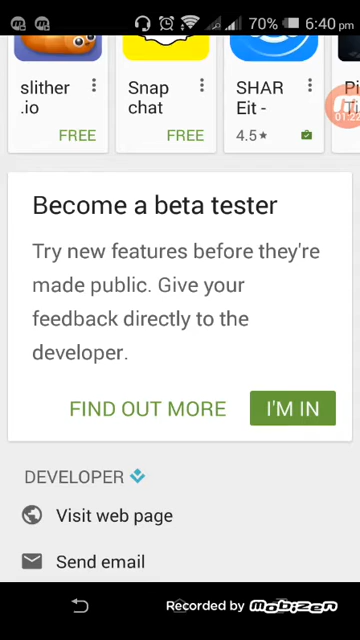 70% 6:40 pm
slither Snap SHAR
.io chat Eit -
FREE FREE 4.5★
01:22
Become a beta tester
Try new features before they're
made public. Give your
feedback directly to the
developer.
FIND OUT MORE I'M IN
DEVELOPER
Visit web page
Send email
Recorded by mobizen